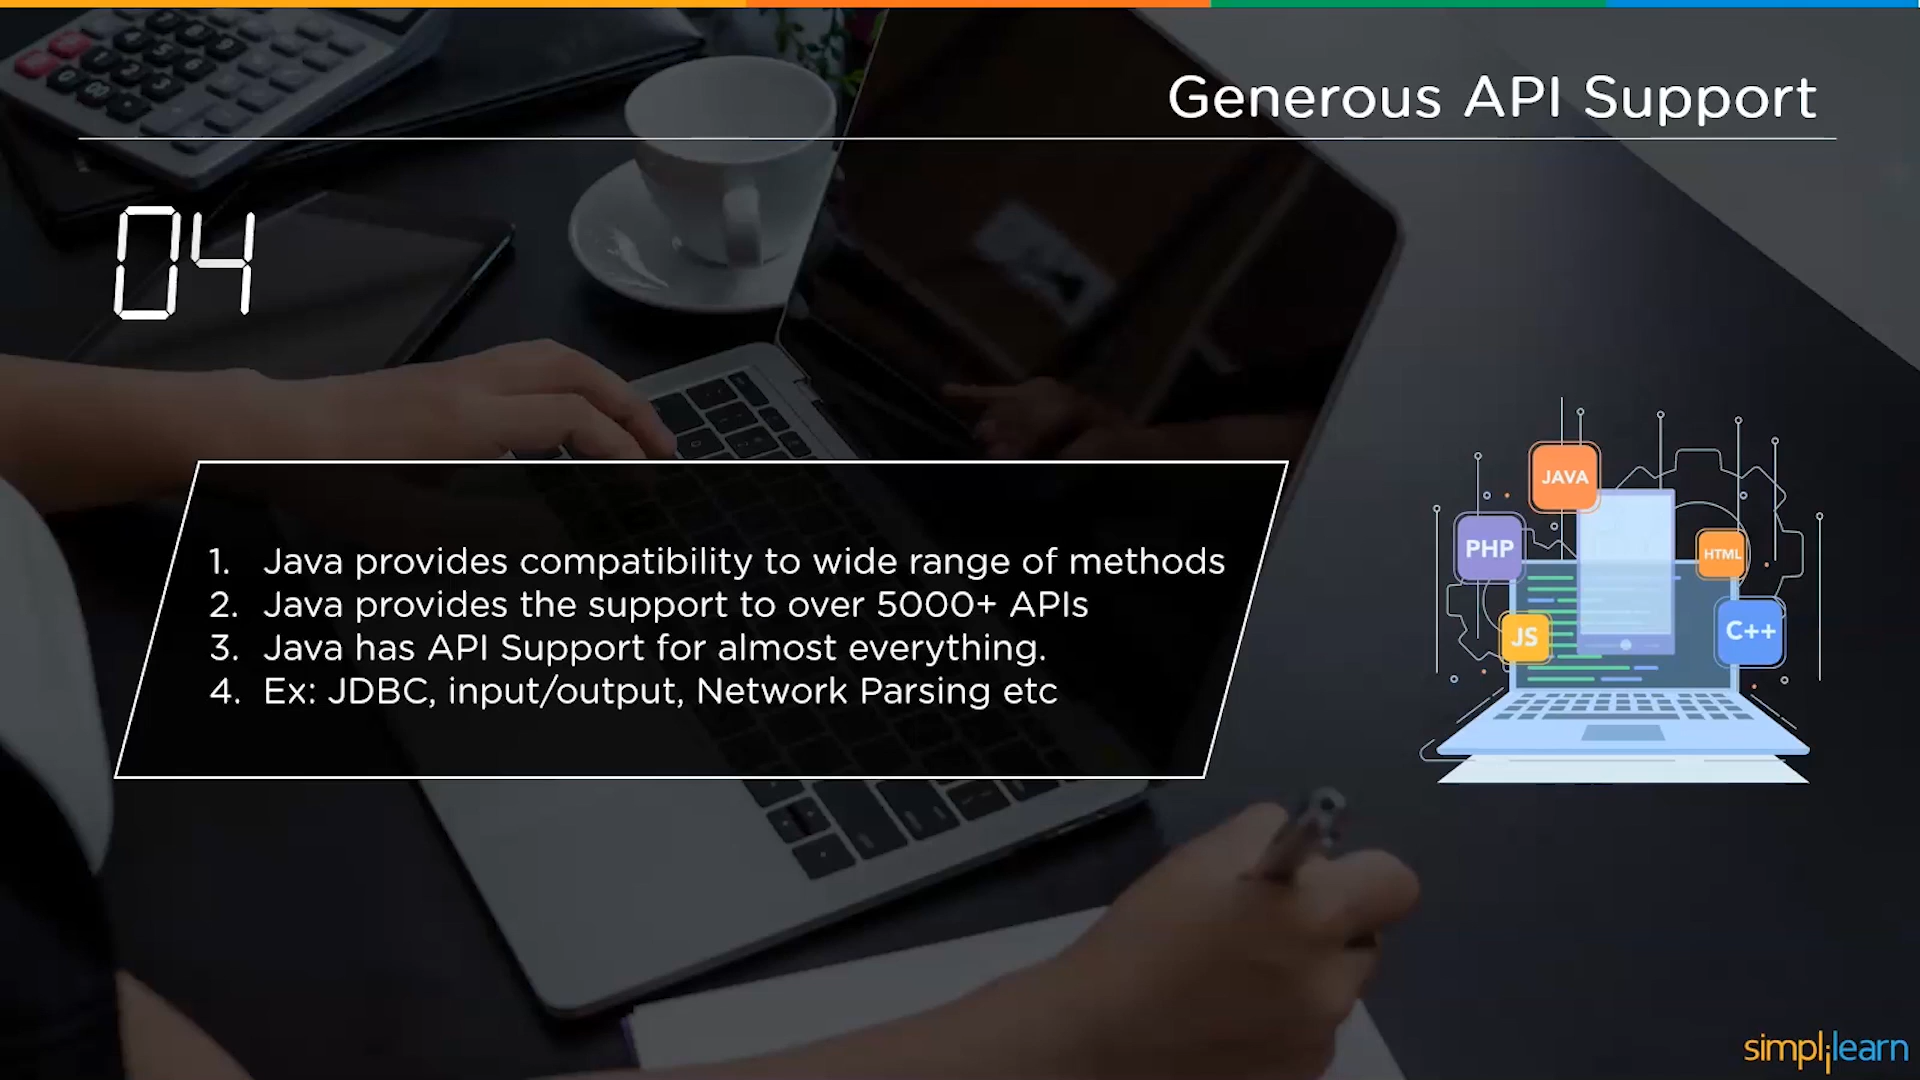 Generous API Support
04
1. Java provides compatibility to wide range of methods
2. Java provides the support to over 5000+ APIs
3. Java has API Support for almost everything.
4. Ex: JDBC, input/output, Network Parsing etc
JAVA
PHP
HTML
JS
C++
simplilearn